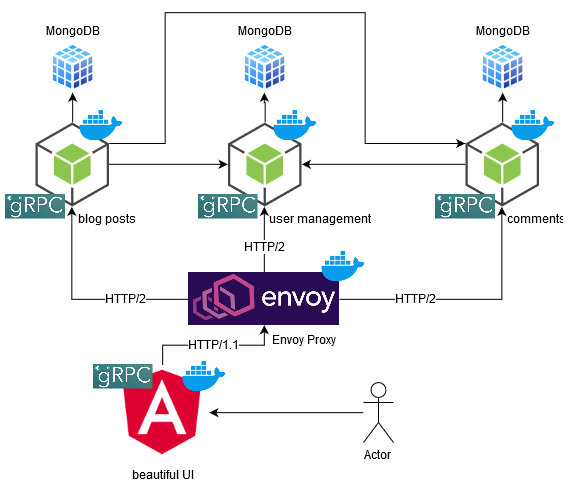 MongoDB
MongoDB
MongoDB
gRPC
blog posts
gRPC
user management
gRPC
comments
HTTP/2
HTTP/2
HTTP/2
envoy
Envoy Proxy
HTTP/1.1
gRPC
A
beautiful UI
Actor